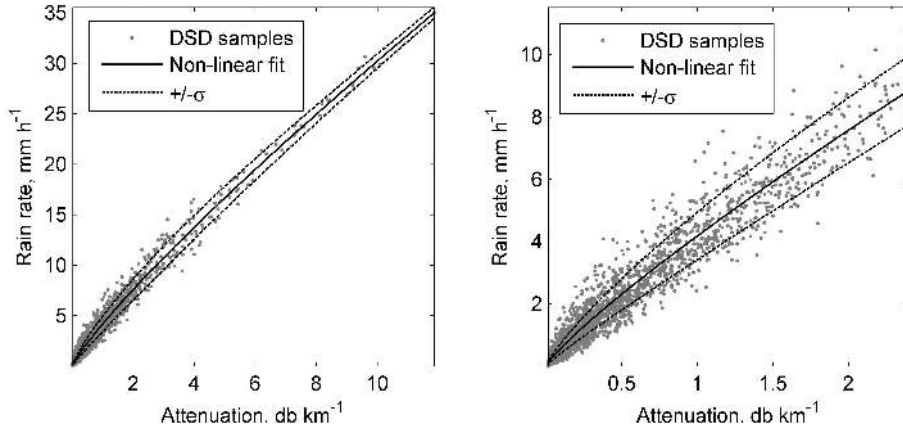 35
30
25
20
15
10
5
Rain rate, mm h⁻¹
DSD samples
Non-linear fit
+/-σ
2 4 6 8 10
Attenuation, db km⁻¹
10
8
6
4
2
Rain rate, mm h⁻¹
DSD samples
Non-linear fit
+/-σ
0.5 1 1.5 2
Attenuation, db km⁻¹